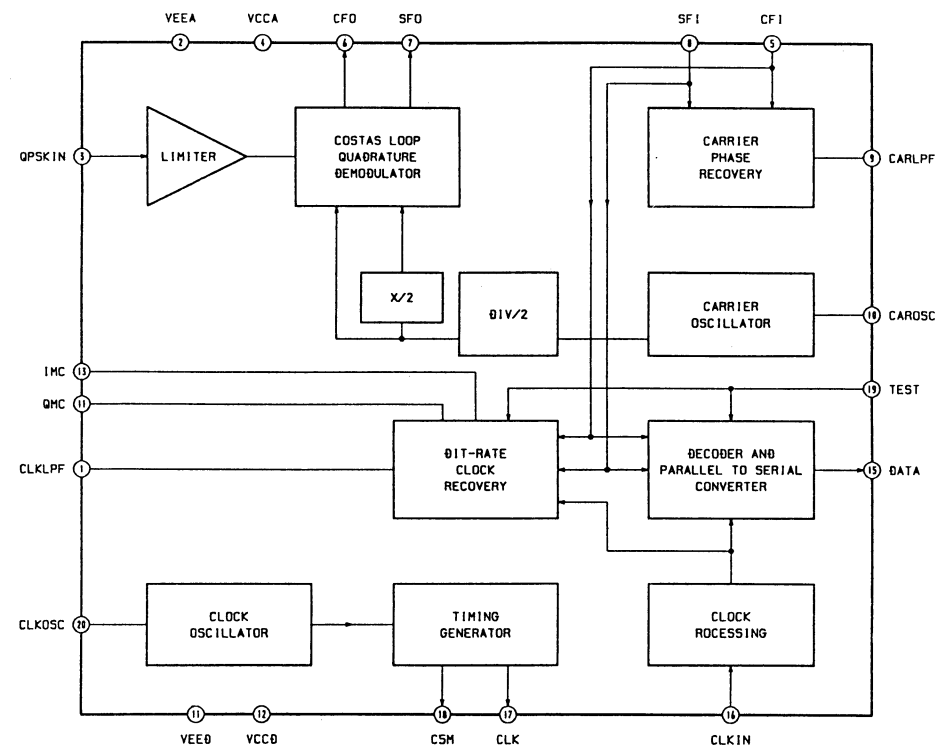 VEEA VCCA CFO SFO SFI CFI
2 4 6 7 8 5
QPSKIN 3
LIMITER
COSTAS LOOP
QUADRATURE
DEMODULATOR
CARRIER
PHASE
RECOVERY
9 CARLPF
X/2
DIV/2
CARRIER
OSCILLATOR
10 CAROSC
IMC 13
19 TEST
QMC 11
CLKLPF 1
BIT-RATE
CLOCK
RECOVERY
DECODER AND
PARALLEL TO SERIAL
CONVERTER
15 DATA
CLKOSC 20
CLOCK
OSCILLATOR
TIMING
GENERATOR
CLOCK
ROCESSING
11 12 18 17 16
VEED VCCD CSM CLK CLKIN